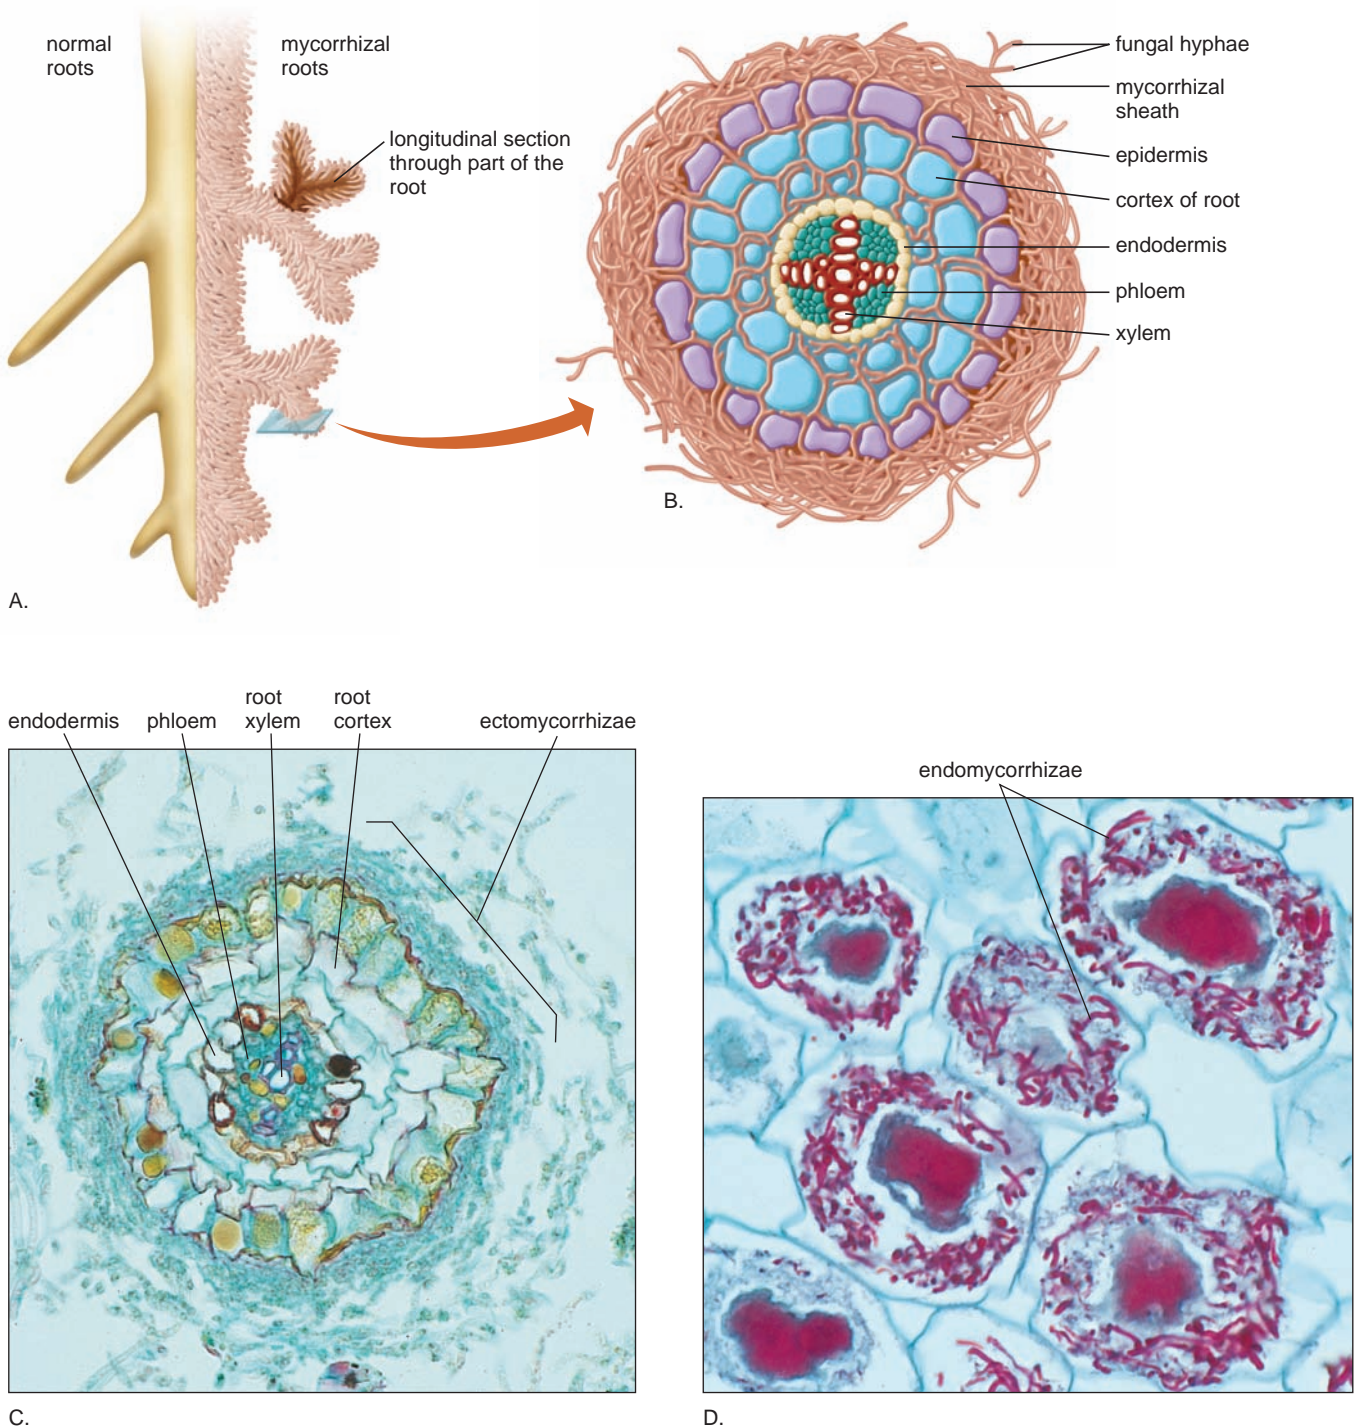 normal
roots
mycorrhizal
roots
longitudinal section
through part of the
root
A.
fungal hyphae
mycorrhizal
sheath
epidermis
cortex of root
endodermis
phloem
xylem
B.
endodermis
phloem
root
xylem
root
cortex
ectomycorrhizae
C.
endomycorrhizae
D.